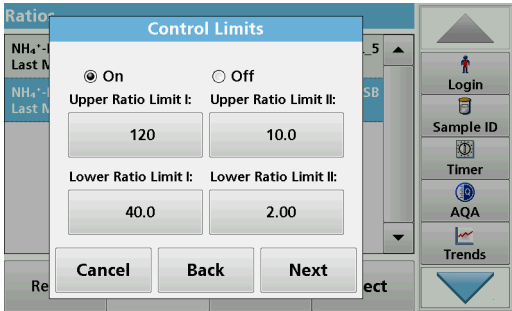 Ratios
Control Limits
NH₄⁺-
Last
_5
On
Off
NH₄⁺-
Last
SB
Upper Ratio Limit I:
Upper Ratio Limit II:
120
10.0
Lower Ratio Limit I:
Lower Ratio Limit II:
40.0
2.00
Cancel
Back
Next
Re
ect
Login
Sample ID
Timer
AQA
Trends